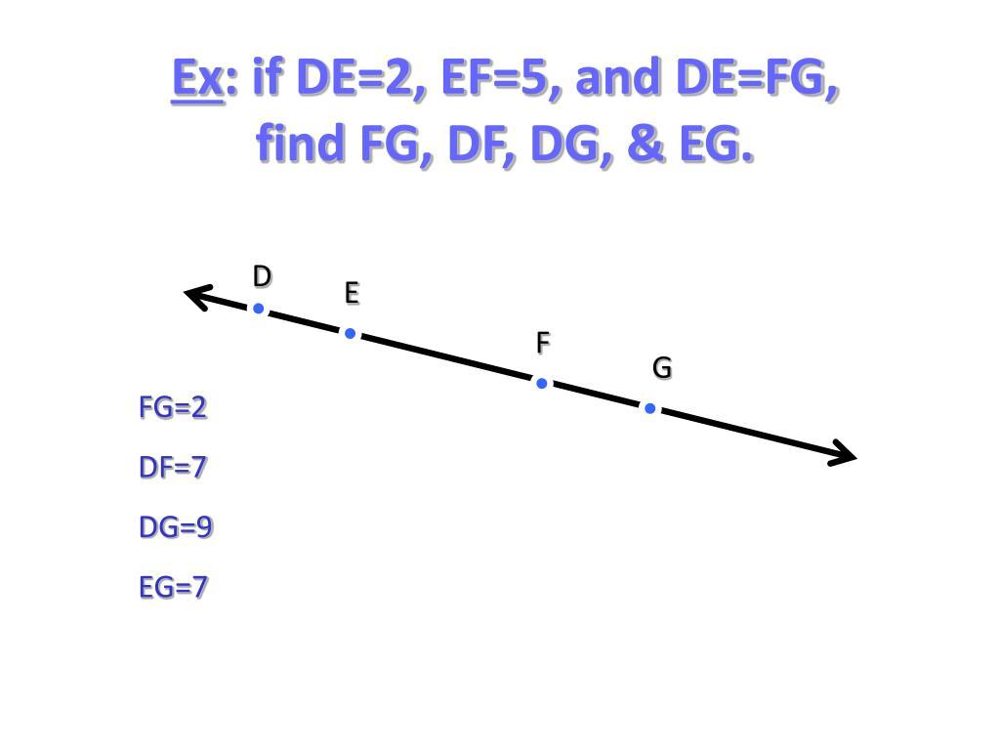 Ex: if DE=2, EF=5, and DE=FG,
find FG, DF, DG, & EG.
D
E
F
G
FG=2
DF=7
DG=9
EG=7